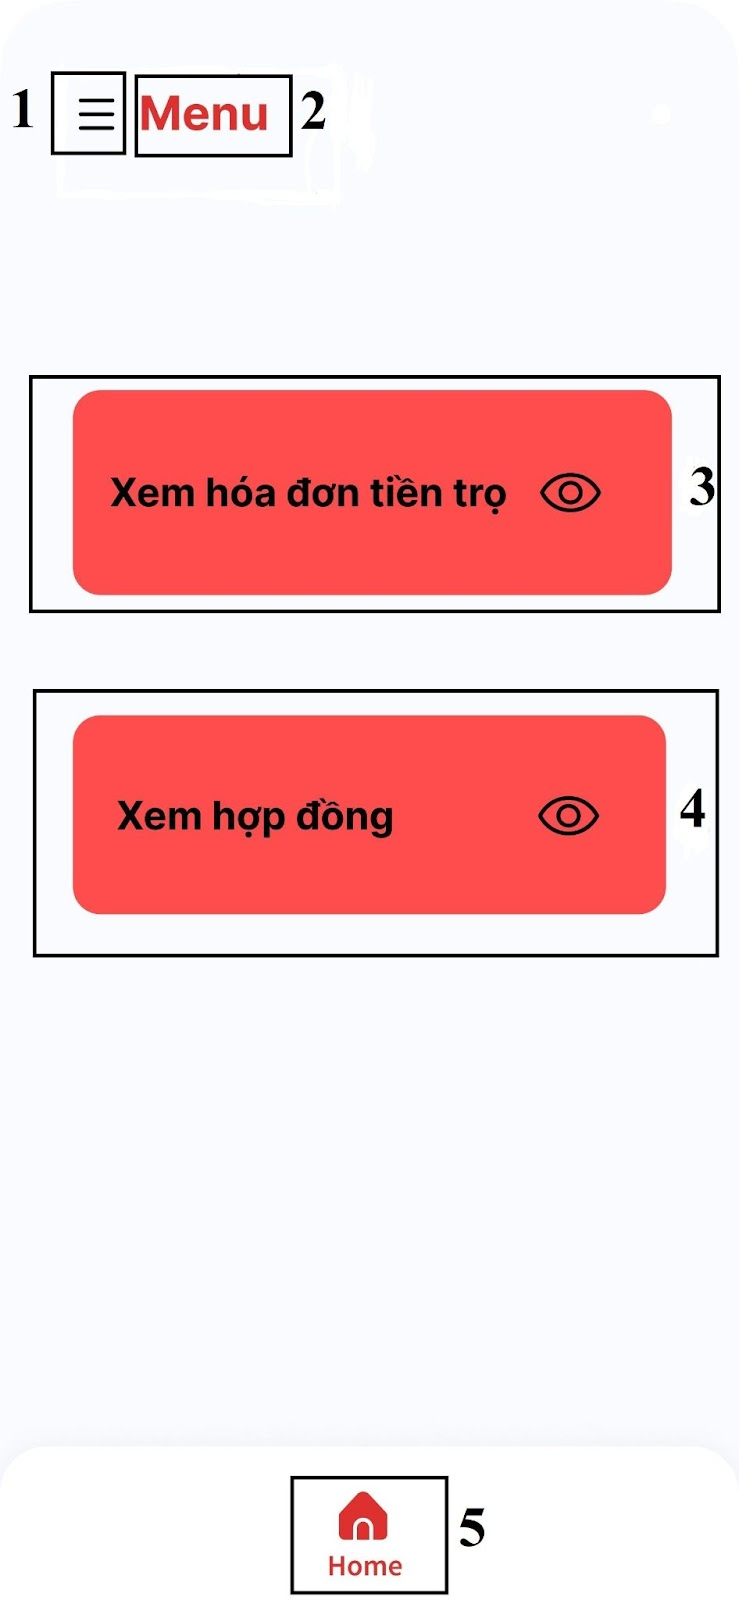 1 Menu 2
Xem hóa đơn tiền trọ 3
Xem hợp đồng 4
Home 5